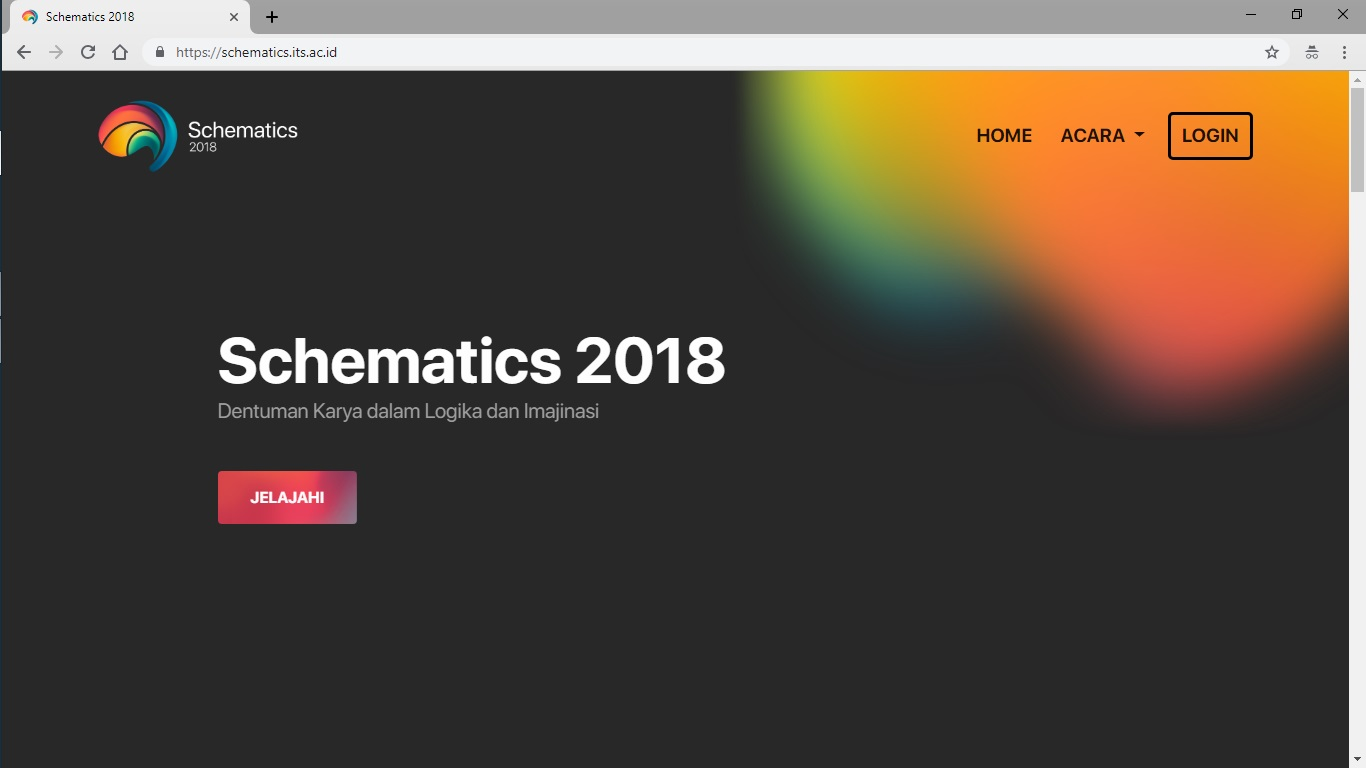 Schematics 2018
https://schematics.its.ac.id
Schematics
2018
HOME ACARA LOGIN
Schematics 2018
Dentuman Karya dalam Logika dan Imajinasi
JELAJAHI